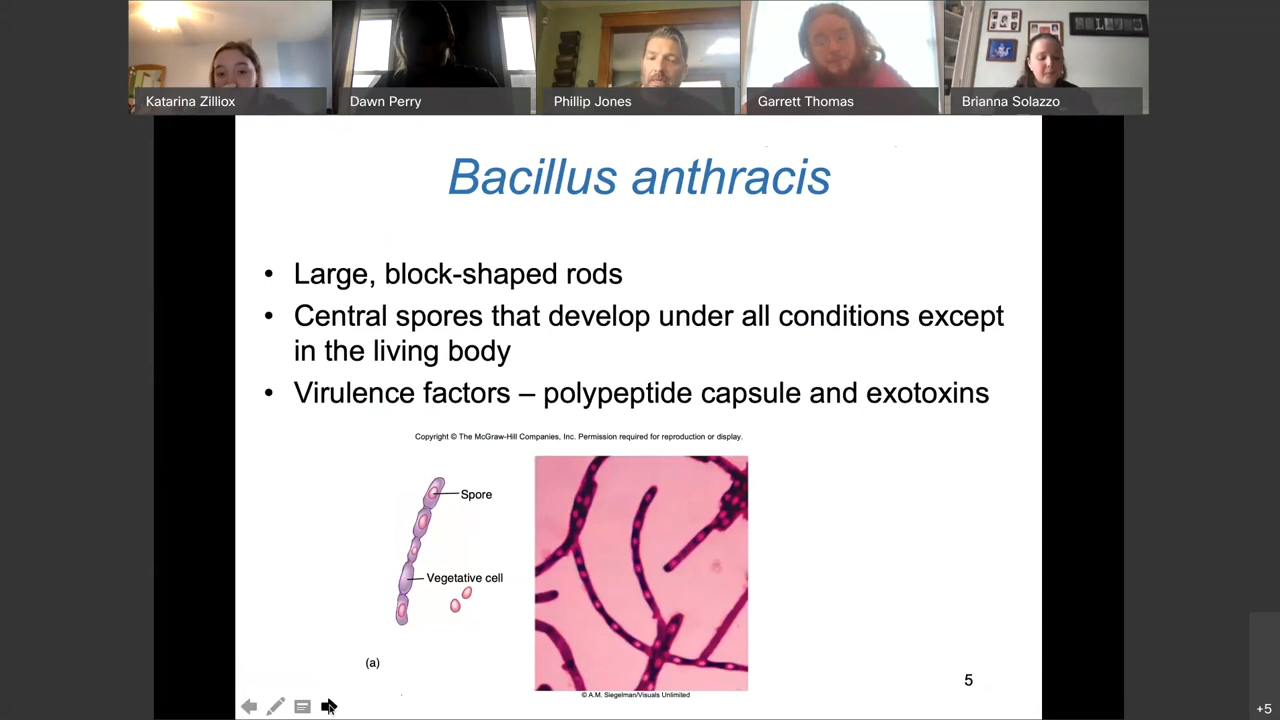 Katarina Zilliox
Dawn Perry
Phillip Jones
Garrett Thomas
Brianna Solazzo
Bacillus anthracis
• Large, block-shaped rods
• Central spores that develop under all conditions except
in the living body
• Virulence factors – polypeptide capsule and exotoxins
Copyright © The McGraw-Hill Companies, Inc. Permission required for reproduction or display.
Spore
Vegetative cell
(a)
© A.M. Siegelman/Visuals Unlimited
5
+5